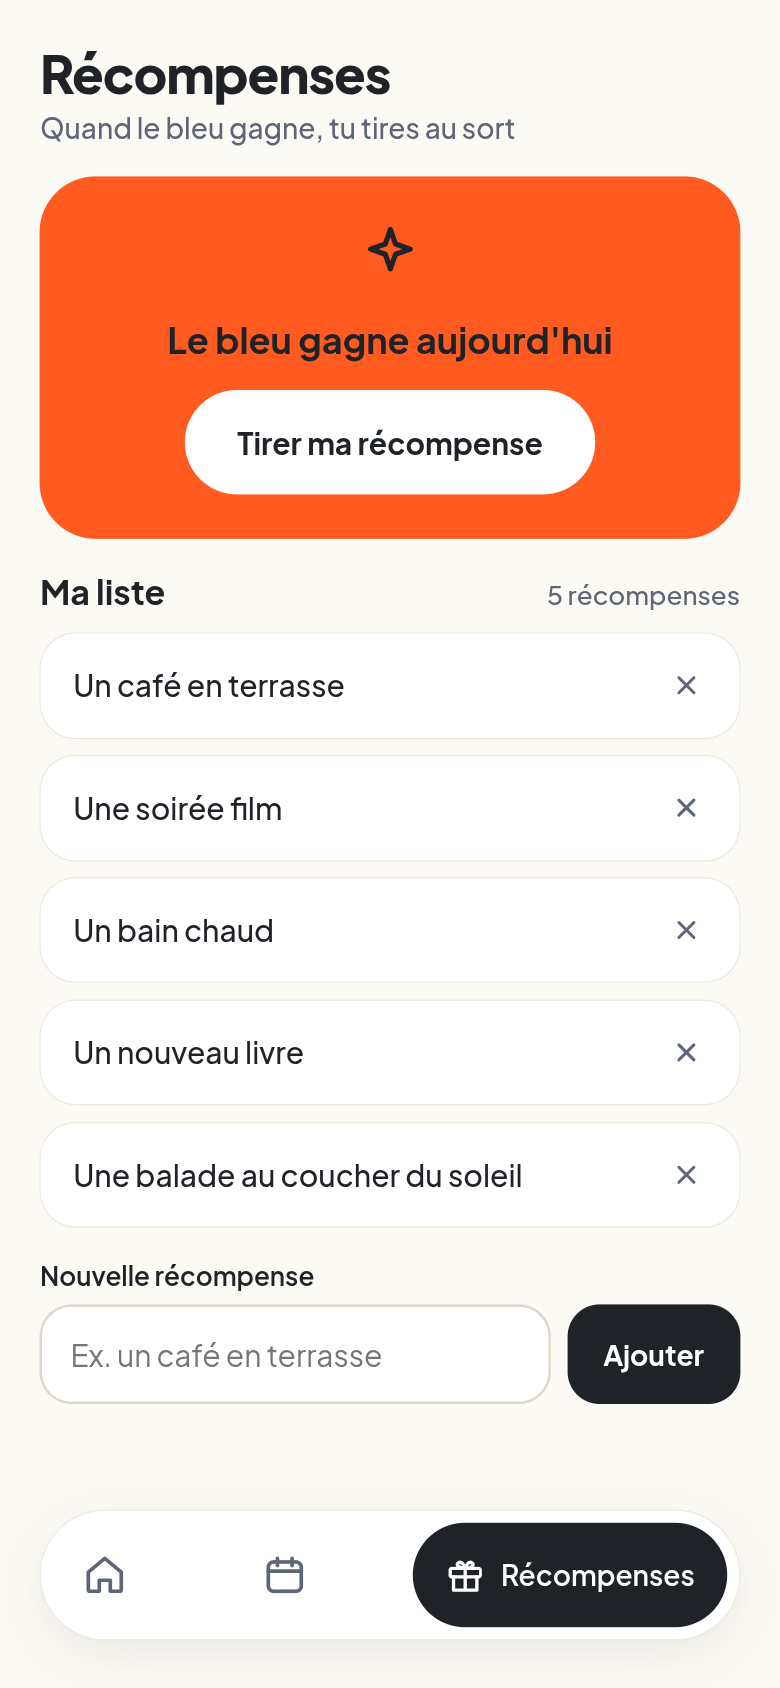 Récompenses
Quand le bleu gagne, tu tires au sort
Le bleu gagne aujourd'hui
Tirer ma récompense
Ma liste
5 récompenses
Un café en terrasse
Une soirée film
Un bain chaud
Un nouveau livre
Une balade au coucher du soleil
Nouvelle récompense
Ex. un café en terrasse
Ajouter
Récompenses